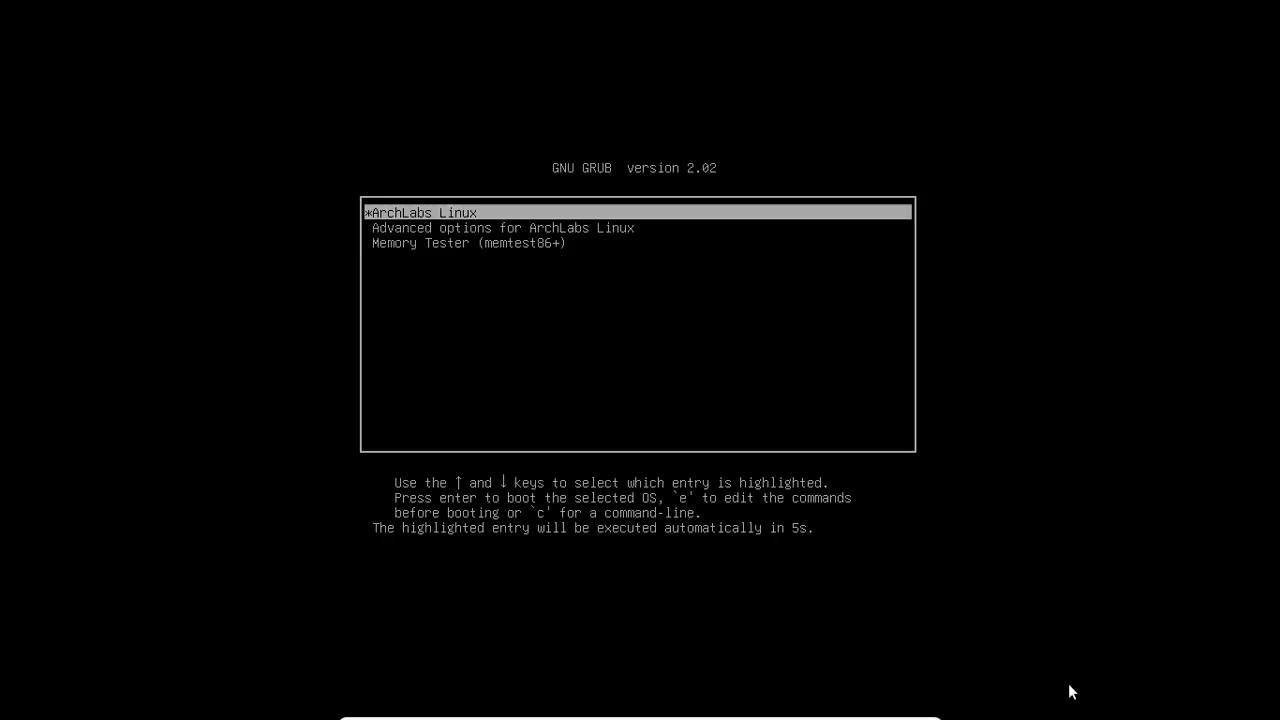 GNU GRUB  version 2.02
*ArchLabs Linux
Advanced options for ArchLabs Linux
Memory Tester (memtest86+)
Use the ↑ and ↓ keys to select which entry is highlighted.
Press enter to boot the selected OS, `e' to edit the commands
before booting or `c' for a command-line.
The highlighted entry will be executed automatically in 5s.